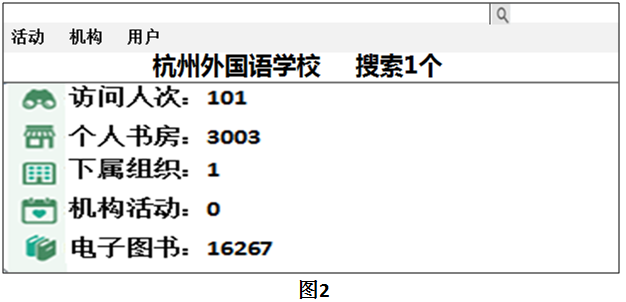 活动 机构 用户
杭州外国语学校 搜索1个
访问人次：101
个人书房：3003
下属组织：1
机构活动：0
电子图书：16267
图2